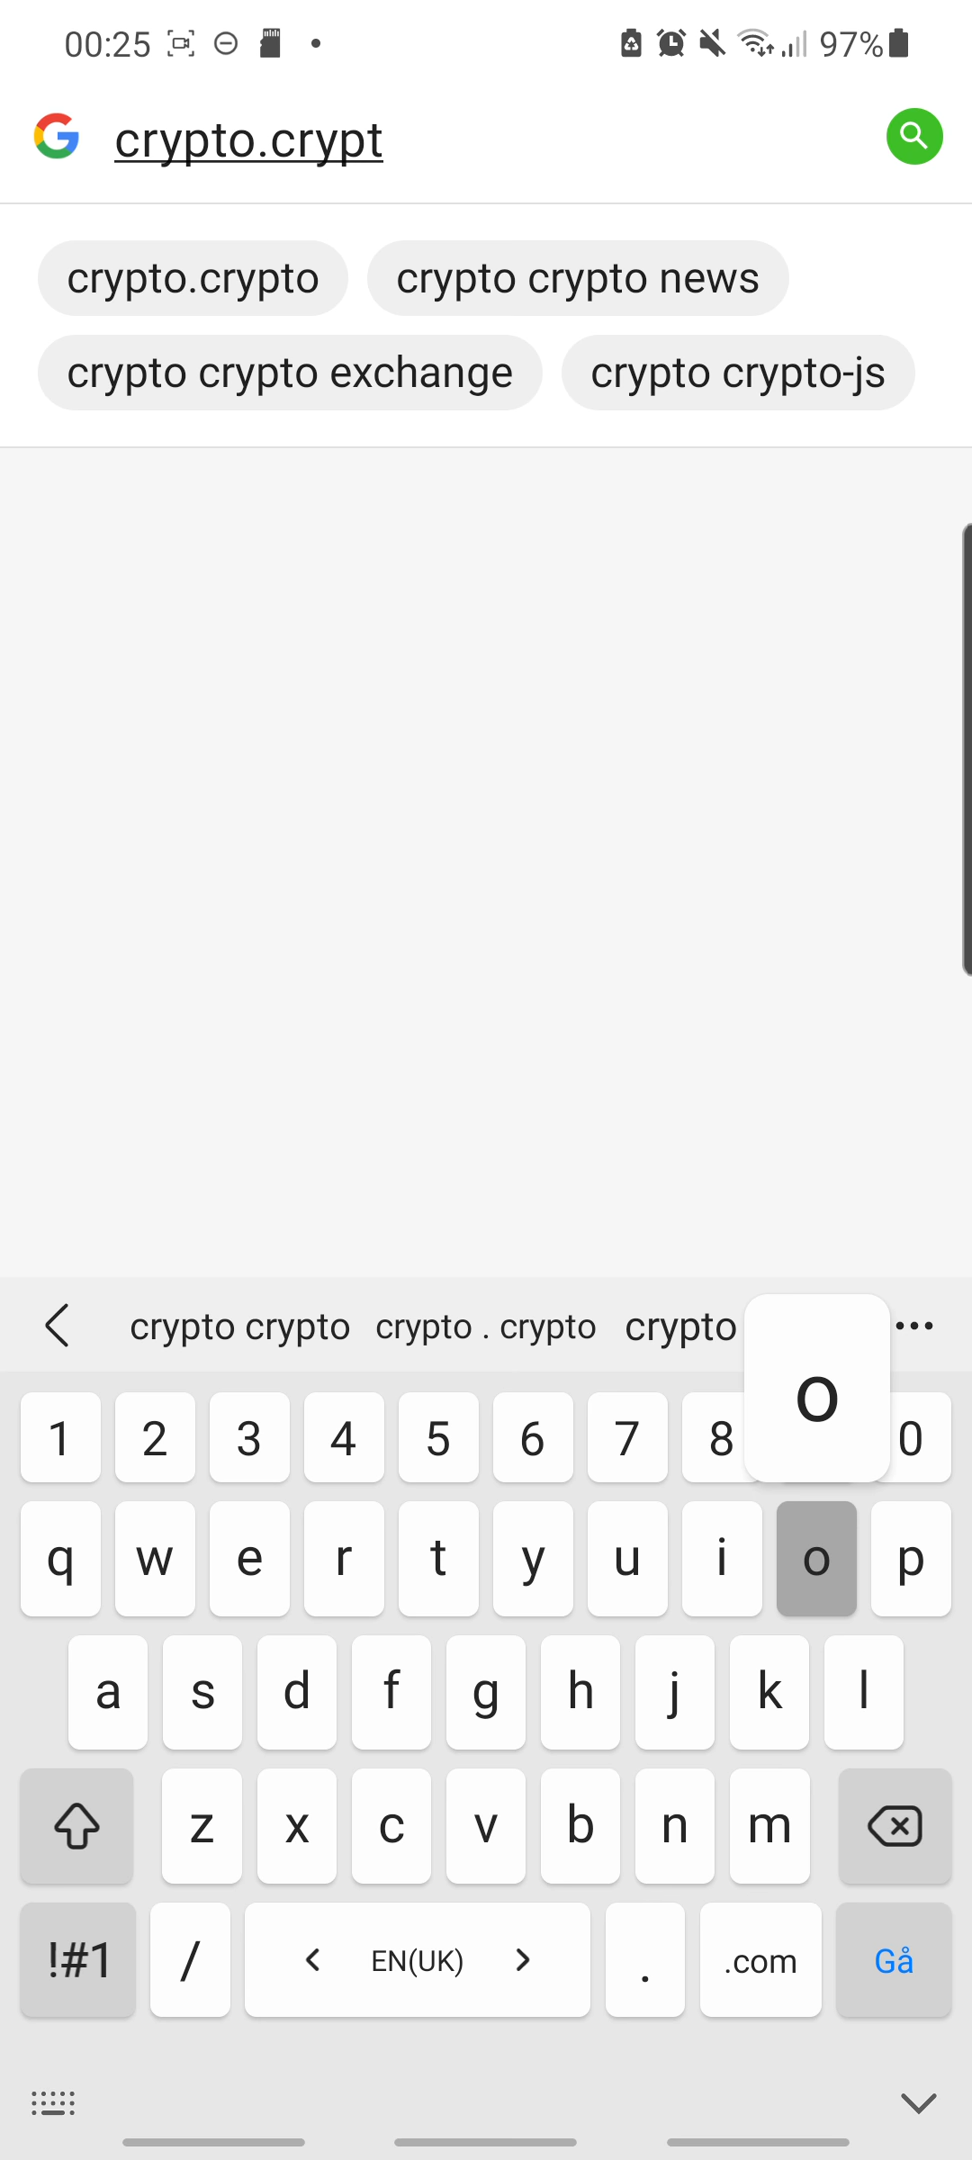 00:25 97%
crypto.crypt
crypto.crypto crypto crypto news
crypto crypto exchange crypto crypto-js
crypto crypto crypto . crypto crypto ...
o
1 2 3 4 5 6 7 8 0
q w e r t y u i o p
a s d f g h j k l
z x c v b n m
!#1 / < EN(UK) > . .com Gå